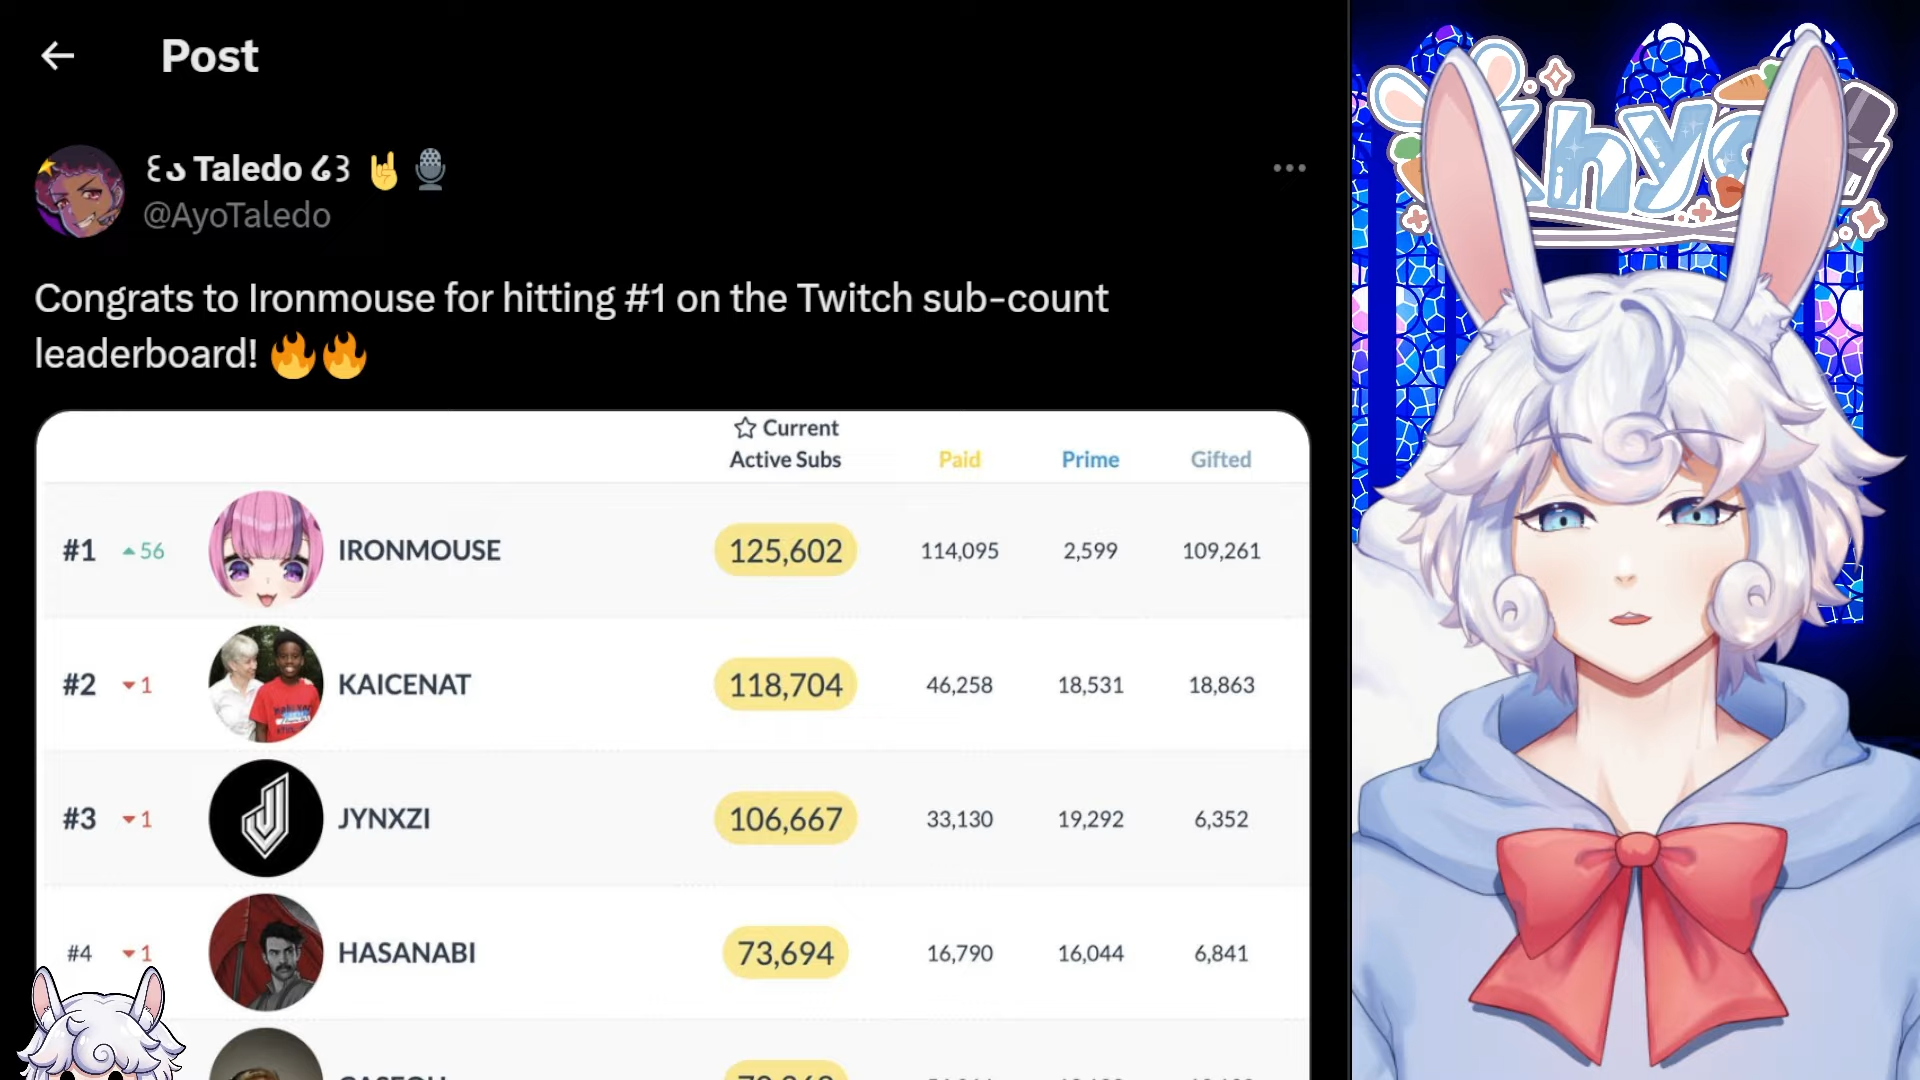 Post
꒰ა Taledo ໒꒱ 🤘 🎙️
@AyoTaledo
Congrats to Ironmouse for hitting #1 on the Twitch sub-count
leaderboard! 🔥🔥
☆ Current
Active Subs Paid Prime Gifted
#1 ▲56 IRONMOUSE 125,602 114,095 2,599 109,261
#2 ▼1 KAICENAT 118,704 46,258 18,531 18,863
#3 ▼1 JYNXZI 106,667 33,130 19,292 6,352
#4 ▼1 HASANABI 73,694 16,790 16,044 6,841
Khyo